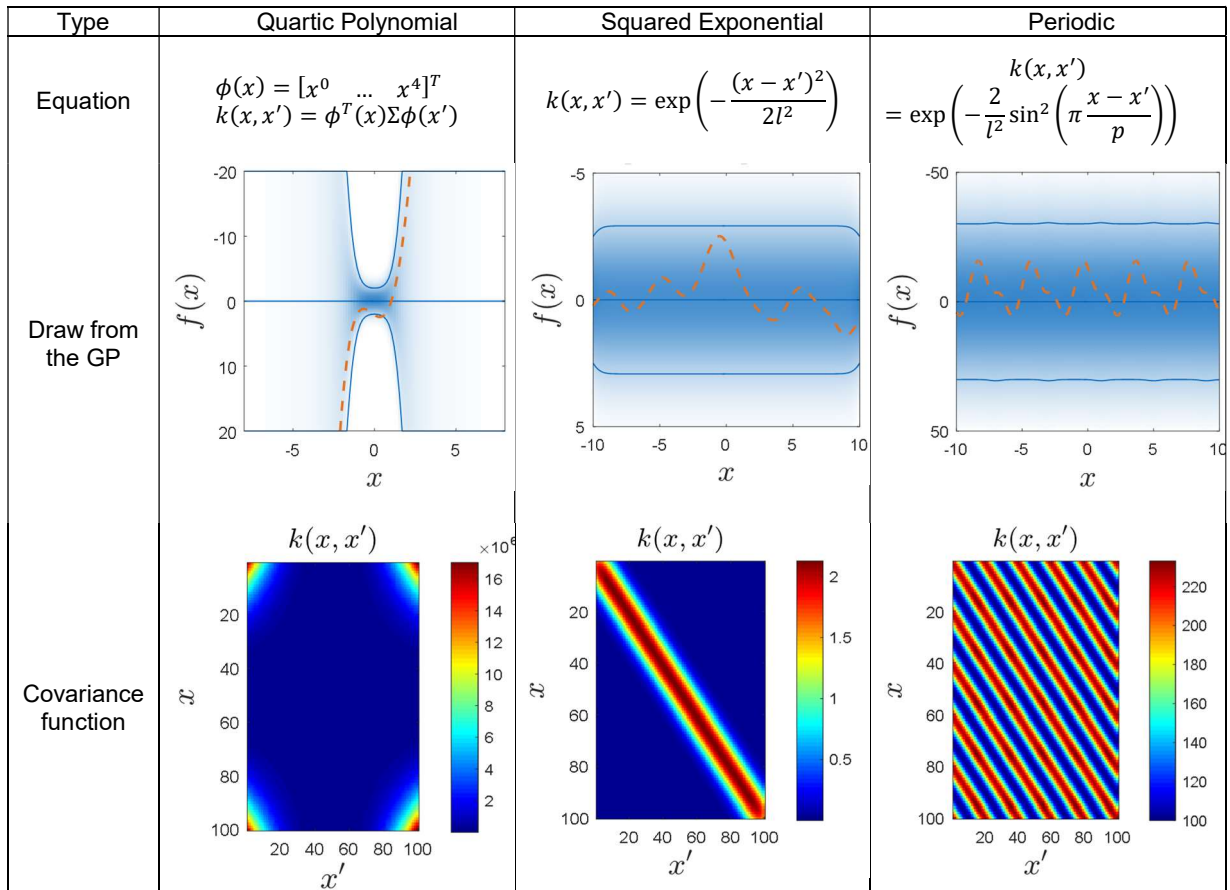 Type Quartic Polynomial Squared Exponential Periodic
Equation
ϕ(x) = [x⁰ … x⁴]ᵀ
k(x, x′) = ϕᵀ(x)Σϕ(x′)
k(x, x′) = exp(−(x − x′)²/2l²)
k(x, x′)
= exp(−2/l² sin²(π (x − x′)/p))
Draw from
the GP
-20
-10
0
10
20
f(x)
-5 0 5
x
-5
0
5
f(x)
-10 -5 0 5 10
x
-50
0
50
f(x)
-10 -5 0 5 10
x
Covariance
function
k(x, x′)
20
40
60
80
100
x
20 40 60 80 100
x′
×10⁶
16
14
12
10
8
6
4
2
k(x, x′)
20
40
60
80
100
x
20 40 60 80 100
x′
2
1.5
1
0.5
k(x, x′)
20
40
60
80
100
x
20 40 60 80 100
x′
220
200
180
160
140
120
100